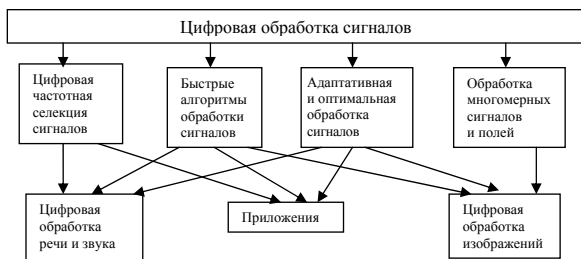 Цифровая обработка сигналов
Цифровая
частотная
селекция
сигналов
Быстрые
алгоритмы
обработки
сигналов
Адаптативная
и оптимальная
обработка
сигналов
Обработка
многомерных
сигналов
и полей
Цифровая
обработка
речи и звука
Приложения
Цифровая
обработка
изображений